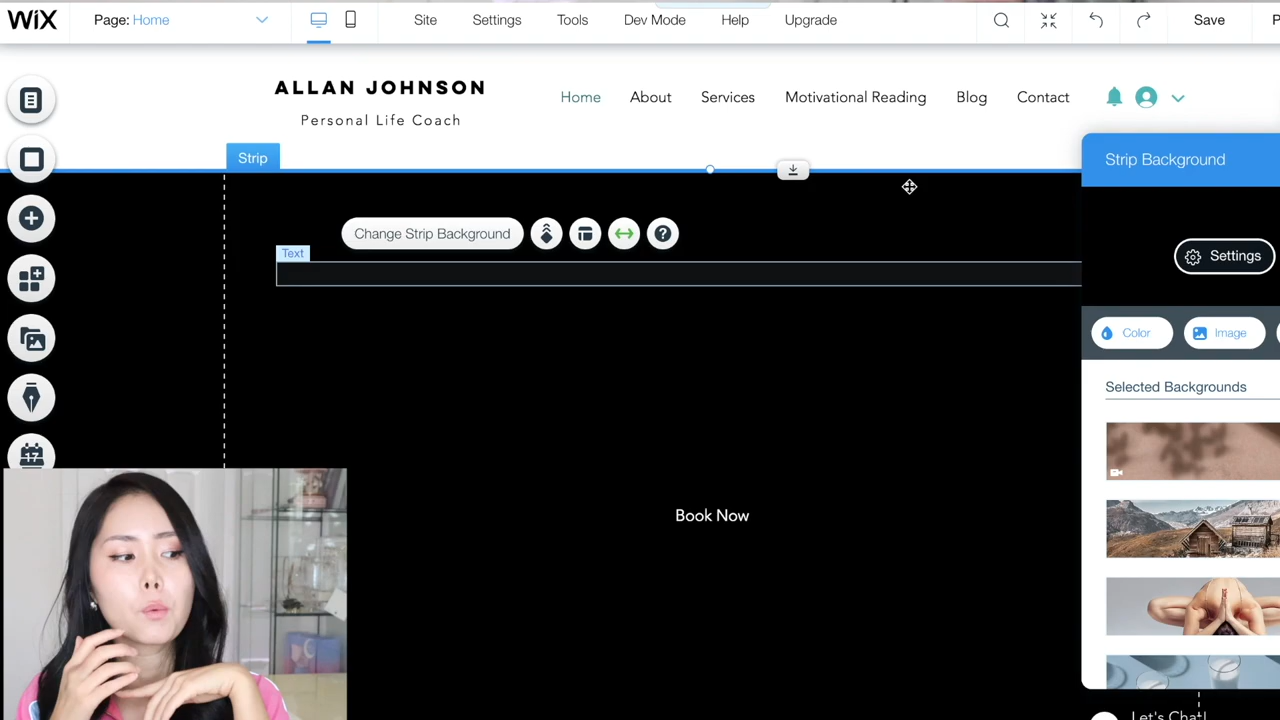 WiX Page: Home Site Settings Tools Dev Mode Help Upgrade Save
ALLAN JOHNSON
Personal Life Coach
Home About Services Motivational Reading Blog Contact
Strip
Strip Background
Change Strip Background
Text
Settings
Color Image
Selected Backgrounds
17
Book Now
Let's Chat!